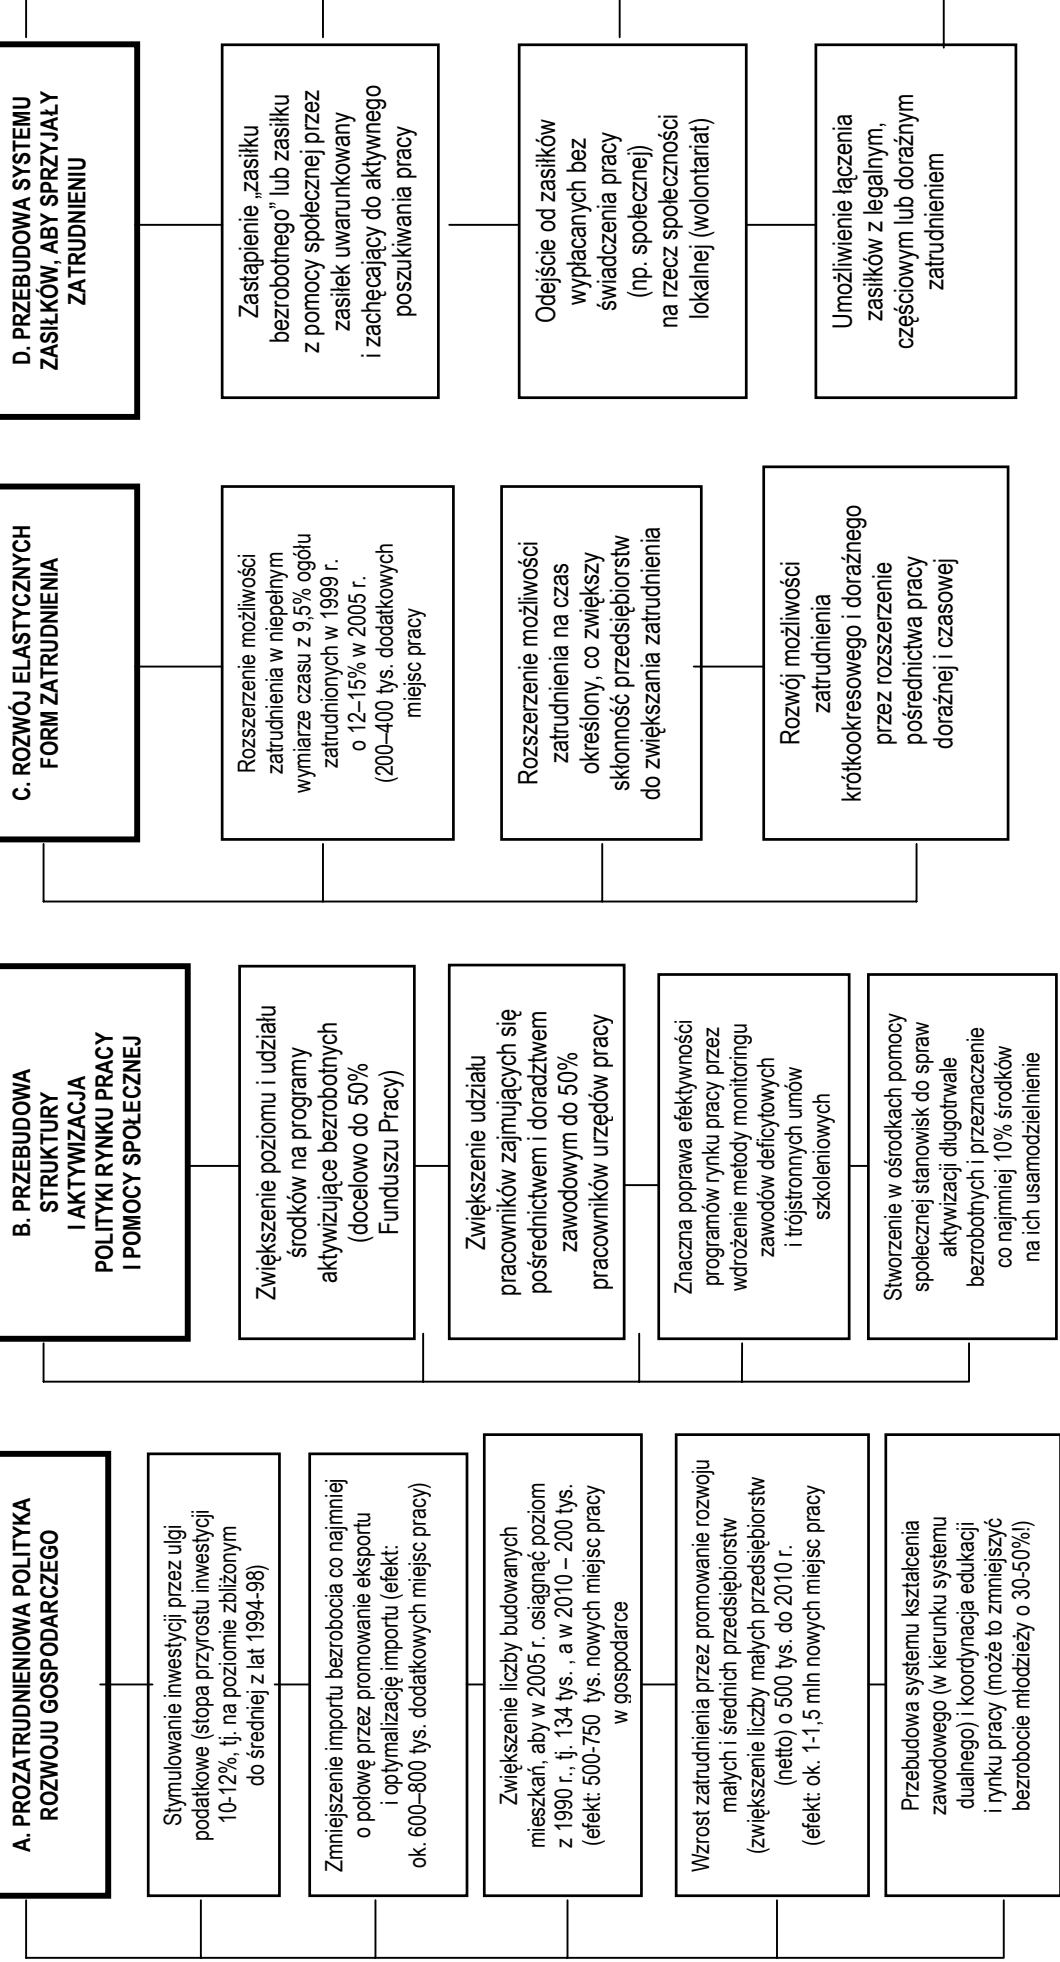 A. PROZATRUDNIENIOWA POLITYKA
ROZWOJU GOSPODARCZEGO
Stymulowanie inwestycji przez ulgi
podatkowe (stopa przyrostu inwestycji
10-12%, tj. na poziomie zbliżonym
do średniej z lat 1994-98)
Zmniejszenie importu bezrobocia co najmniej
o połowę przez promowanie eksportu
i optymalizację importu (efekt:
ok. 600–800 tys. dodatkowych miejsc pracy)
Zwiększenie liczby budowanych
mieszkań, aby w 2005 r. osiągnąć poziom
z 1990 r., tj. 134 tys. , a w 2010 – 200 tys.
(efekt: 500-750 tys. nowych miejsc pracy
w gospodarce
Wzrost zatrudnienia przez promowanie rozwoju
małych i średnich przedsiębiorstw
(zwiększenie liczby małych przedsiębiorstw
(netto) o 500 tys. do 2010 r.
(efekt: ok. 1-1,5 mln nowych miejsc pracy
Przebudowa systemu kształcenia
zawodowego (w kierunku systemu
dualnego) i koordynacja edukacji
i rynku pracy (może to zmniejszyć
bezrobocie młodzieży o 30-50%!)
B. PRZEBUDOWA
STRUKTURY
I AKTYWIZACJA
POLITYKI RYNKU PRACY
I POMOCY SPOŁECZNEJ
Zwiększenie poziomu i udziału
środków na programy
aktywizujące bezrobotnych
(docelowo do 50%
Funduszu Pracy)
Zwiększenie udziału
pracowników zajmujących się
pośrednictwem i doradztwem
zawodowym do 50%
pracowników urzędów pracy
Znaczna poprawa efektywności
programów rynku pracy przez
wdrożenie metody monitoringu
zawodów deficytowych
i trójstronnych umów
szkoleniowych
Stworzenie w ośrodkach pomocy
społecznej stanowisk do spraw
aktywizacji długotrwale
bezrobotnych i przeznaczenie
co najmniej 10% środków
na ich usamodzielnienie
C. ROZWÓJ ELASTYCZNYCH
FORM ZATRUDNIENIA
Rozszerzenie możliwości
zatrudnienia w niepełnym
wymiarze czasu z 9,5% ogółu
zatrudnionych w 1999 r.
o 12–15% w 2005 r.
(200–400 tys. dodatkowych
miejsc pracy
Rozszerzenie możliwości
zatrudnienia na czas
określony, co zwiększy
skłonność przedsiębiorstw
do zwiększania zatrudnienia
Rozwój możliwości
zatrudnienia
krótkookresowego i doraźnego
przez rozszerzenie
pośrednictwa pracy
doraźnej i czasowej
D. PRZEBUDOWA SYSTEMU
ZASIŁKÓW, ABY SPRZYJAŁY
ZATRUDNIENIU
Zastąpienie „zasiłku
bezrobotnego” lub zasiłku
z pomocy społecznej przez
zasiłek uwarunkowany
i zachęcający do aktywnego
poszukiwania pracy
Odejście od zasiłków
wypłacanych bez
świadczenia pracy
(np. społecznej)
na rzecz społeczności
lokalnej (wolontariat)
Umożliwienie łączenia
zasiłków z legalnym,
częściowym lub doraźnym
zatrudnieniem